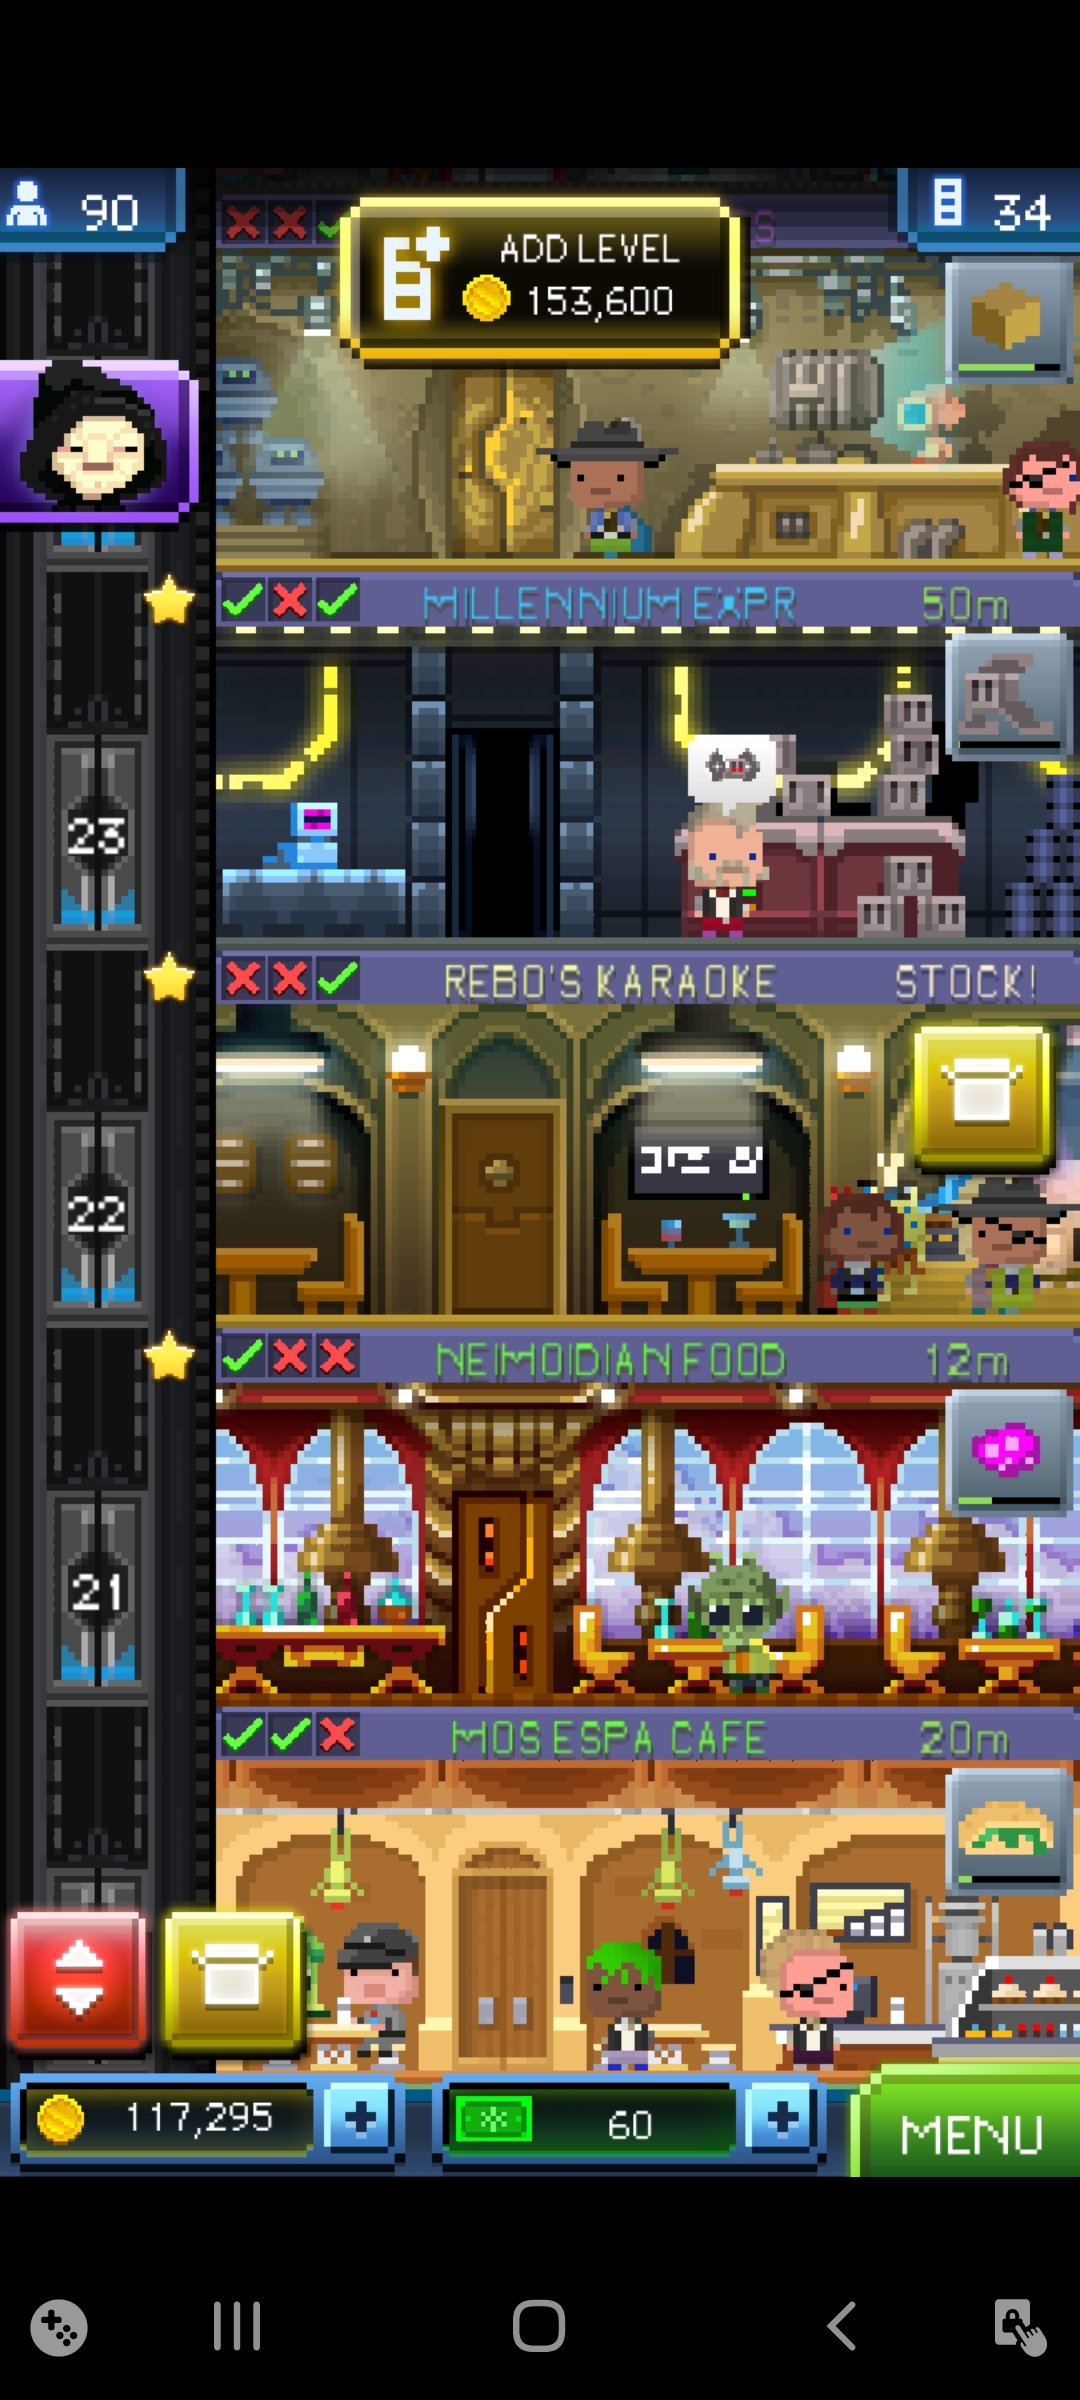 90
34
S
ADD LEVEL
153,600
MILLENNIUM EXPR 50m
23
REBO'S KARAOKE STOCK!
22
NEIMOIDIAN FOOD 12m
21
MOS ESPA CAFE 20m
117,295
60
MENU